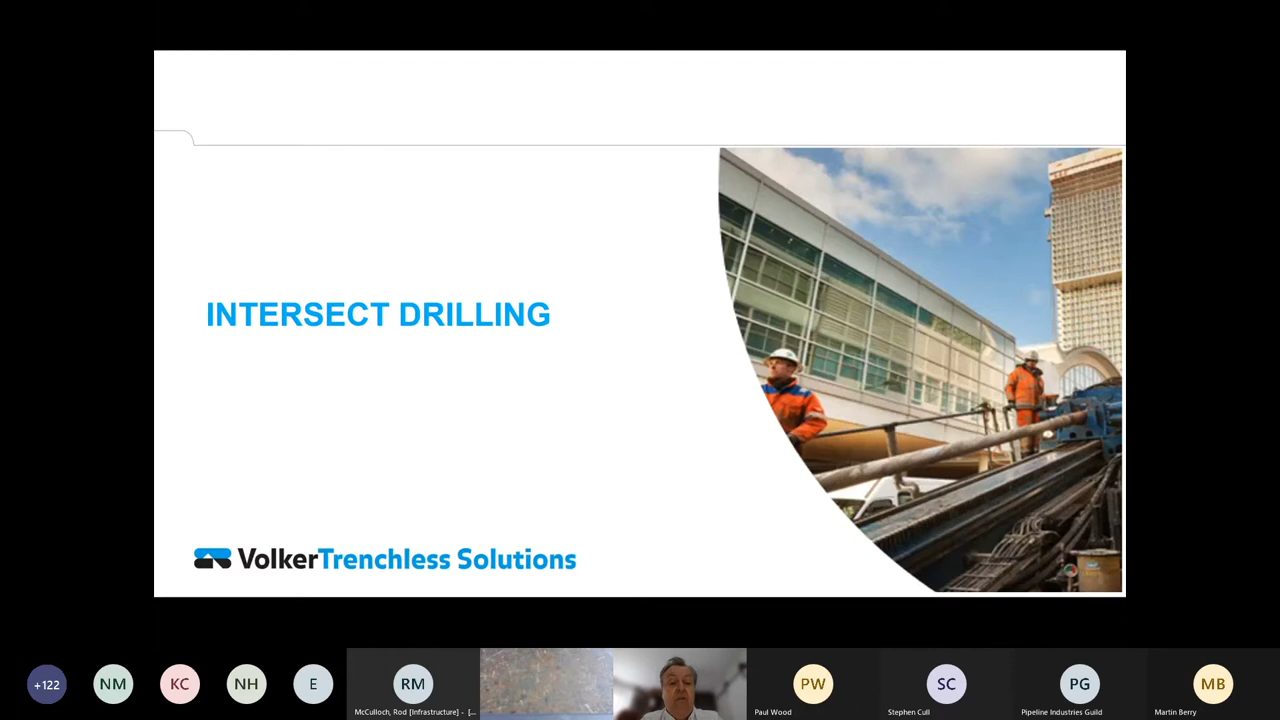 INTERSECT DRILLING
VolkerTrenchless Solutions
+122
NM
KC
NH
E
RM
PW
SC
PG
MB
McCulloch, Rod [Infrastructure] - [...
Paul Wood
Stephen Cull
Pipeline Industries Guild
Martin Berry